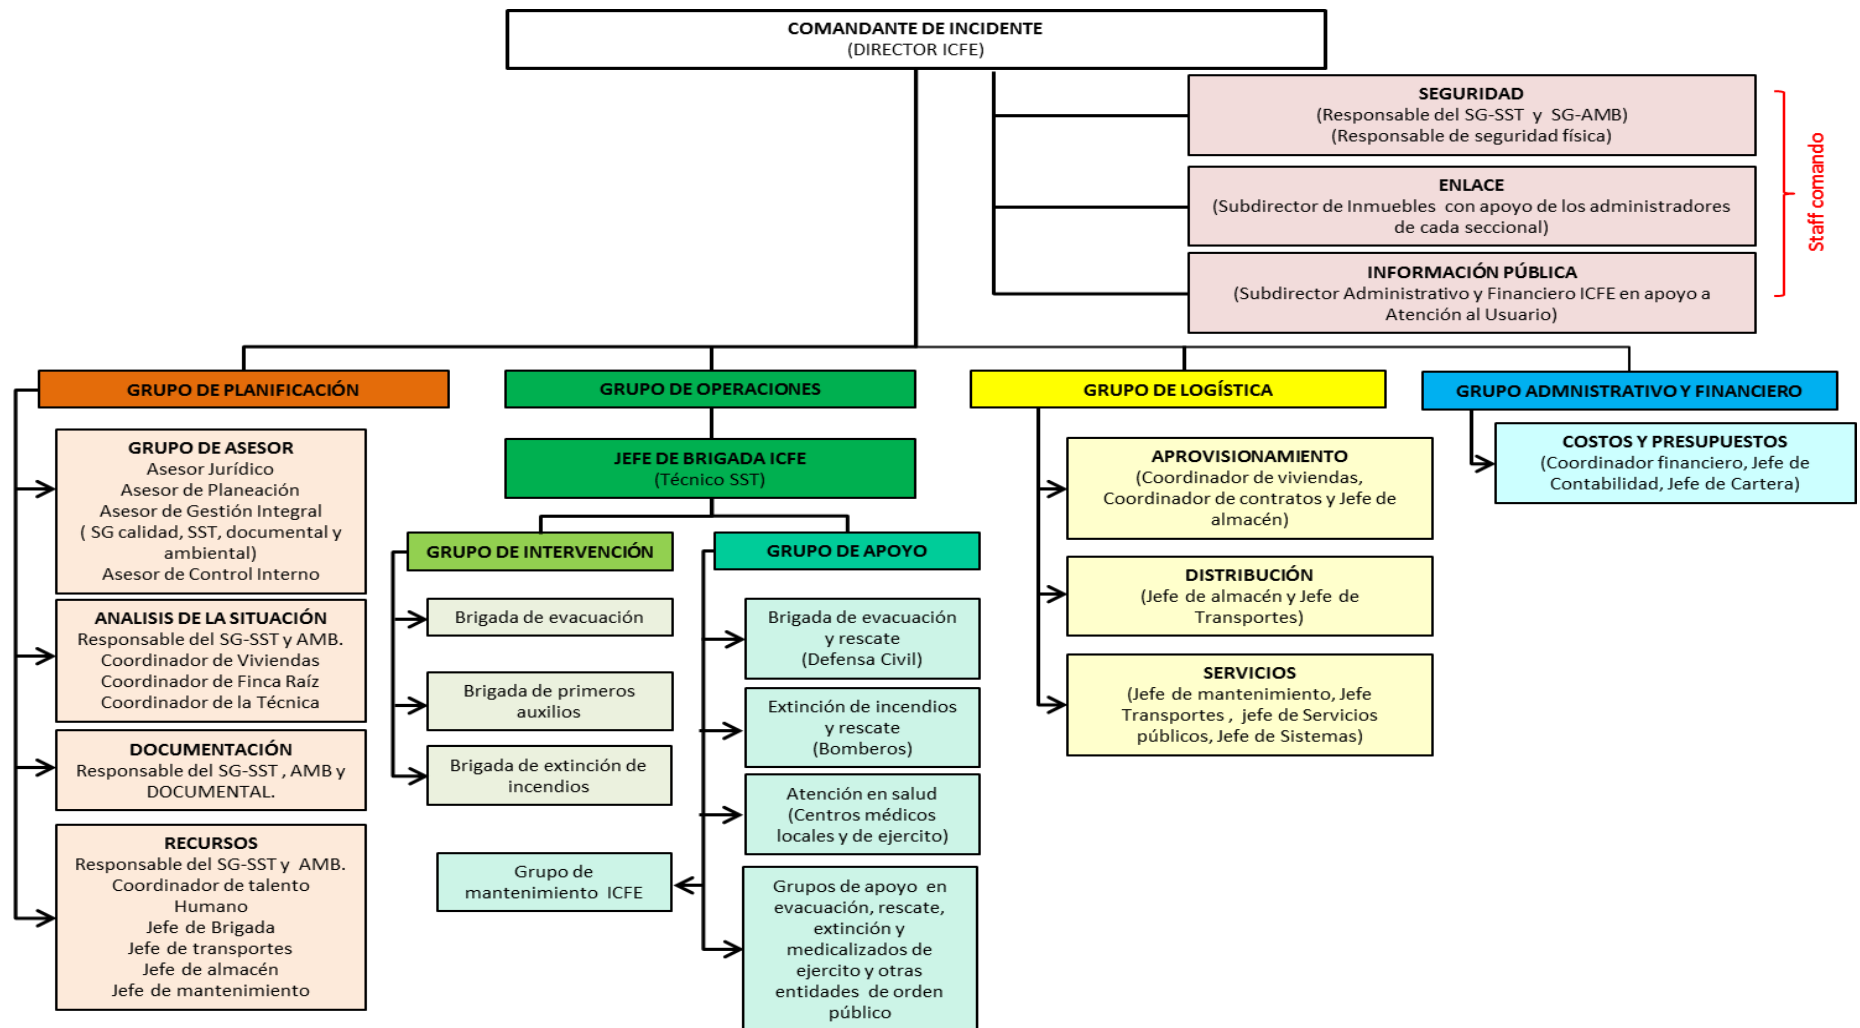 COMANDANTE DE INCIDENTE
(DIRECTOR ICFE)
SEGURIDAD
(Responsable del SG-SST y SG-AMB)
(Responsable de seguridad física)
ENLACE
(Subdirector de Inmuebles con apoyo de los administradores
de cada seccional)
INFORMACIÓN PÚBLICA
(Subdirector Administrativo y Financiero ICFE en apoyo a
Atención al Usuario)
Staff comando
GRUPO DE PLANIFICACIÓN
GRUPO DE ASESOR
Asesor Jurídico
Asesor de Planeación
Asesor de Gestión Integral
( SG calidad, SST, documental y
ambiental)
Asesor de Control Interno
ANALISIS DE LA SITUACIÓN
Responsable del SG-SST y AMB.
Coordinador de Viviendas
Coordinador de Finca Raíz
Coordinador de la Técnica
DOCUMENTACIÓN
Responsable del SG-SST , AMB y
DOCUMENTAL.
RECURSOS
Responsable del SG-SST y AMB.
Coordinador de talento
Humano
Jefe de Brigada
Jefe de transportes
Jefe de almacén
Jefe de mantenimiento
GRUPO DE OPERACIONES
JEFE DE BRIGADA ICFE
(Técnico SST)
GRUPO DE INTERVENCIÓN
Brigada de evacuación
Brigada de primeros
auxilios
Brigada de extinción de
incendios
GRUPO DE APOYO
Brigada de evacuación
y rescate
(Defensa Civil)
Extinción de incendios
y rescate
(Bomberos)
Atención en salud
(Centros médicos
locales y de ejercito)
Grupo de
mantenimiento ICFE
Grupos de apoyo en
evacuación, rescate,
extinción y
medicalizados de
ejercito y otras
entidades de orden
público
GRUPO DE LOGÍSTICA
APROVISIONAMIENTO
(Coordinador de viviendas,
Coordinador de contratos y Jefe de
almacén)
DISTRIBUCIÓN
(Jefe de almacén y Jefe de
Transportes)
SERVICIOS
(Jefe de mantenimiento, Jefe
Transportes , jefe de Servicios
públicos, Jefe de Sistemas)
GRUPO ADMNISTRATIVO Y FINANCIERO
COSTOS Y PRESUPUESTOS
(Coordinador financiero, Jefe de
Contabilidad, Jefe de Cartera)